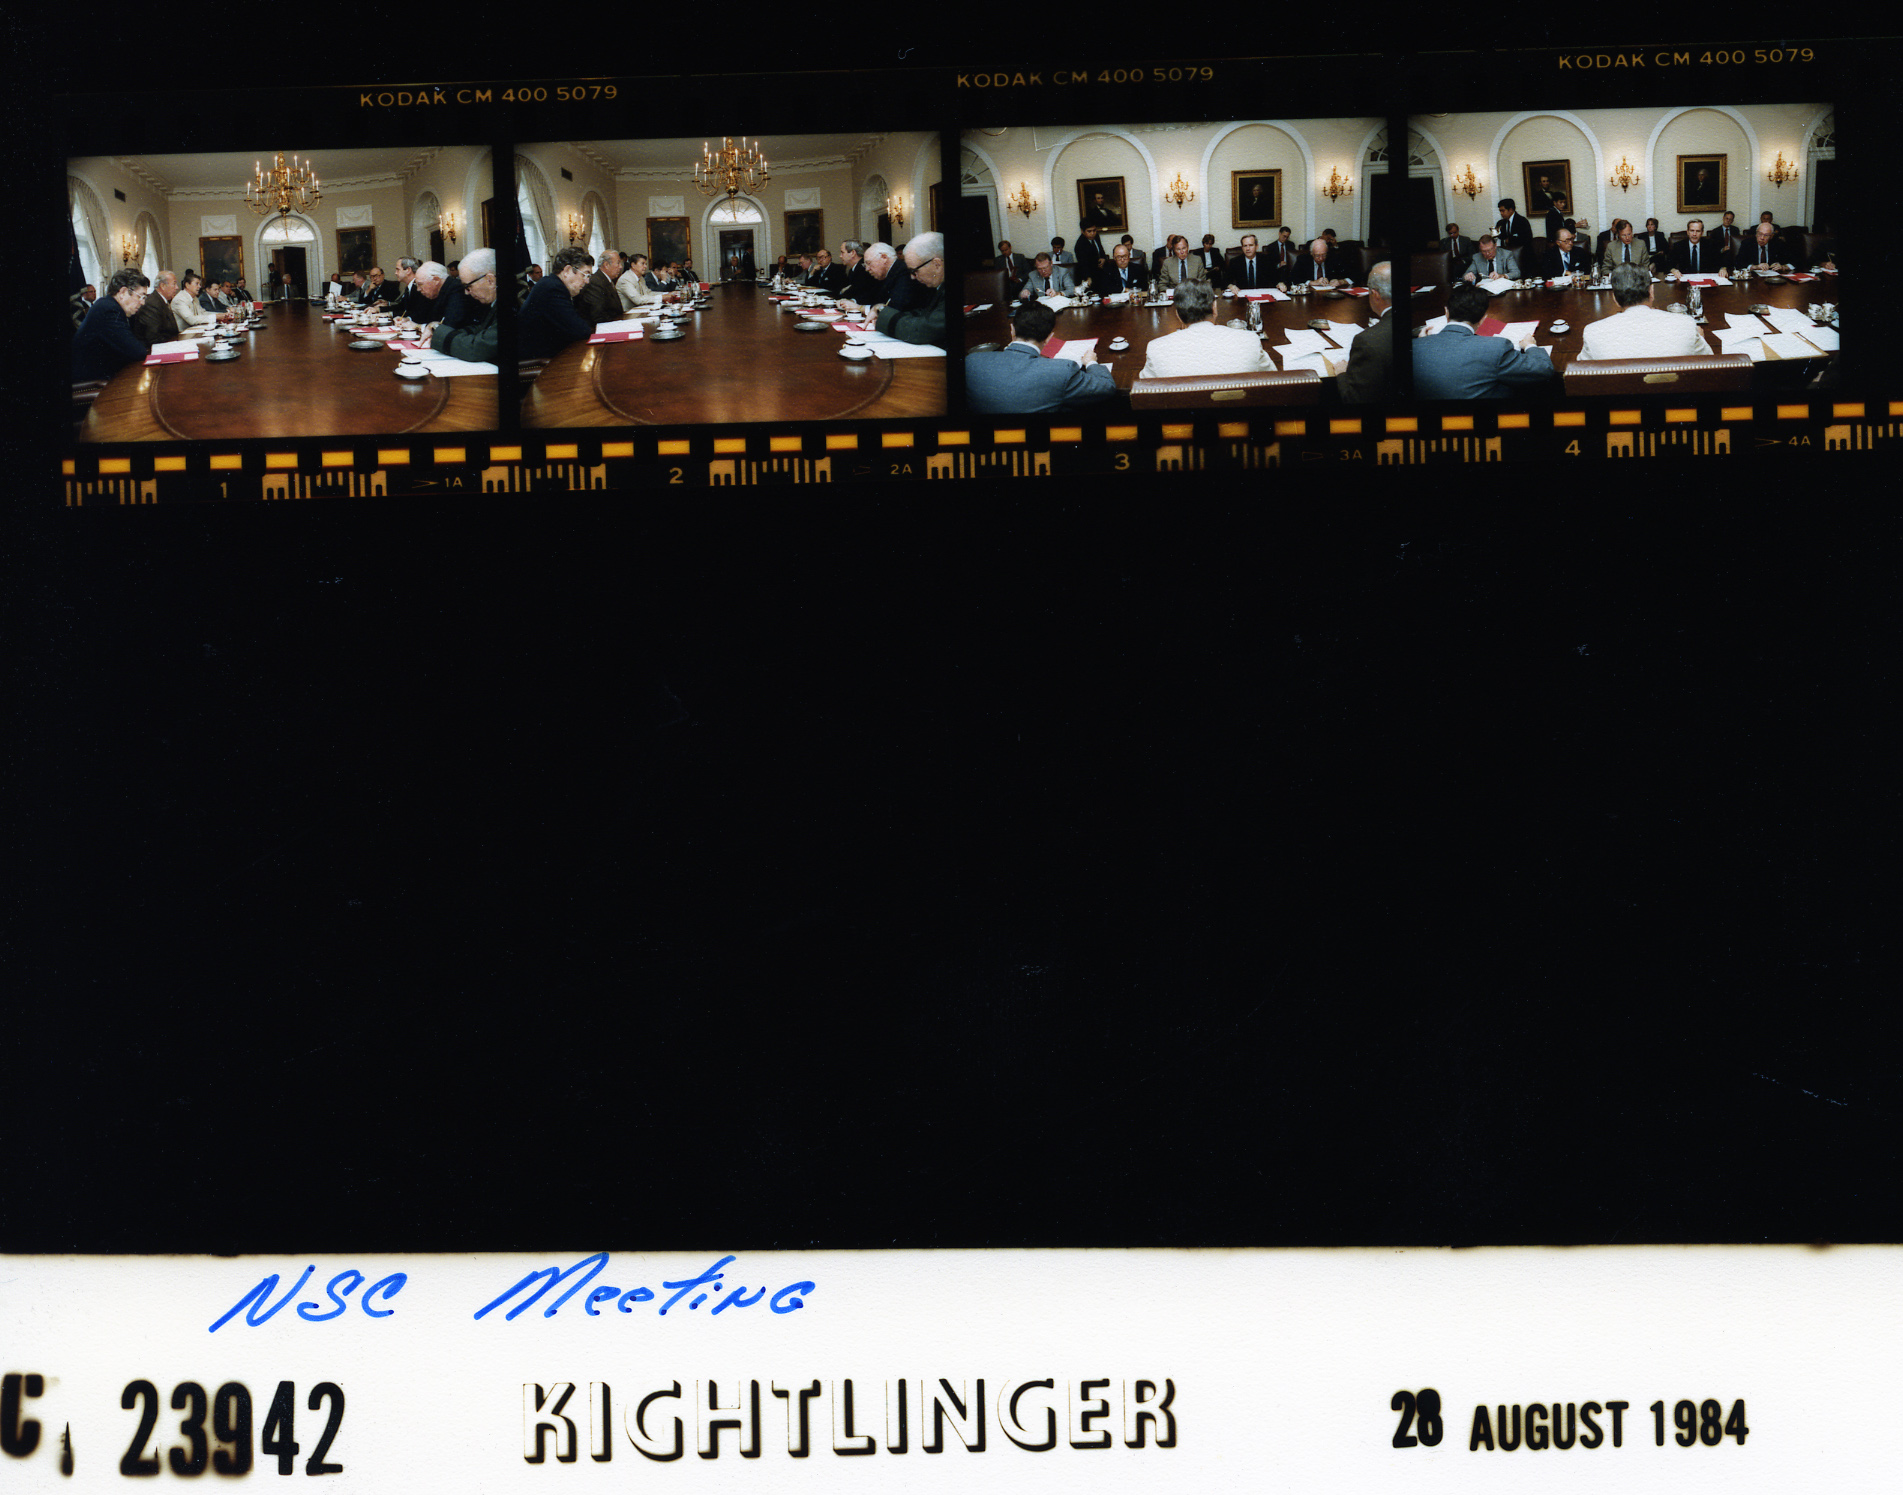 KODAK CM 400 5079
KODAK CM 400 5079
KODAK CM 400 5079
1
1A
2
2A
3
3A
4
4A
NSC Meeting
C 23942
KIGHTLINGER
28 AUGUST 1984